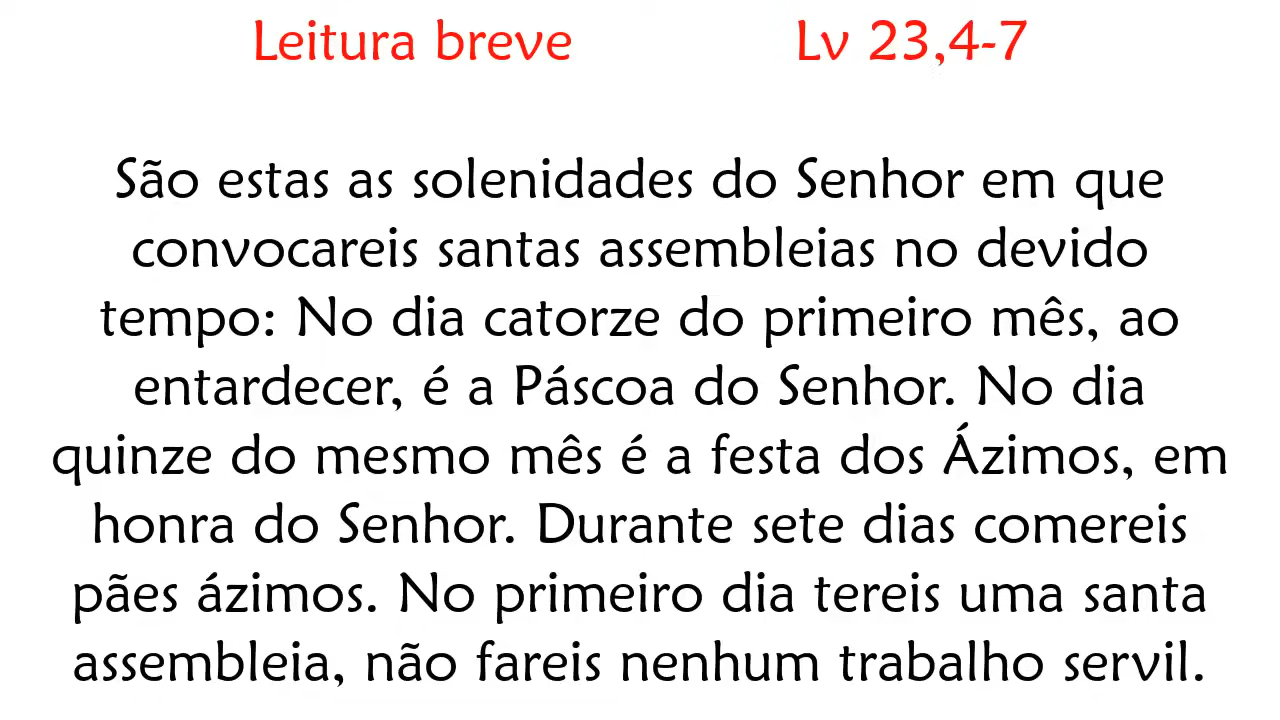 Leitura breve Lv 23,4-7
São estas as solenidades do Senhor em que
convocareis santas assembleias no devido
tempo: No dia catorze do primeiro mês, ao
entardecer, é a Páscoa do Senhor. No dia
quinze do mesmo mês é a festa dos Ázimos, em
honra do Senhor. Durante sete dias comereis
pães ázimos. No primeiro dia tereis uma santa
assembleia, não fareis nenhum trabalho servil.